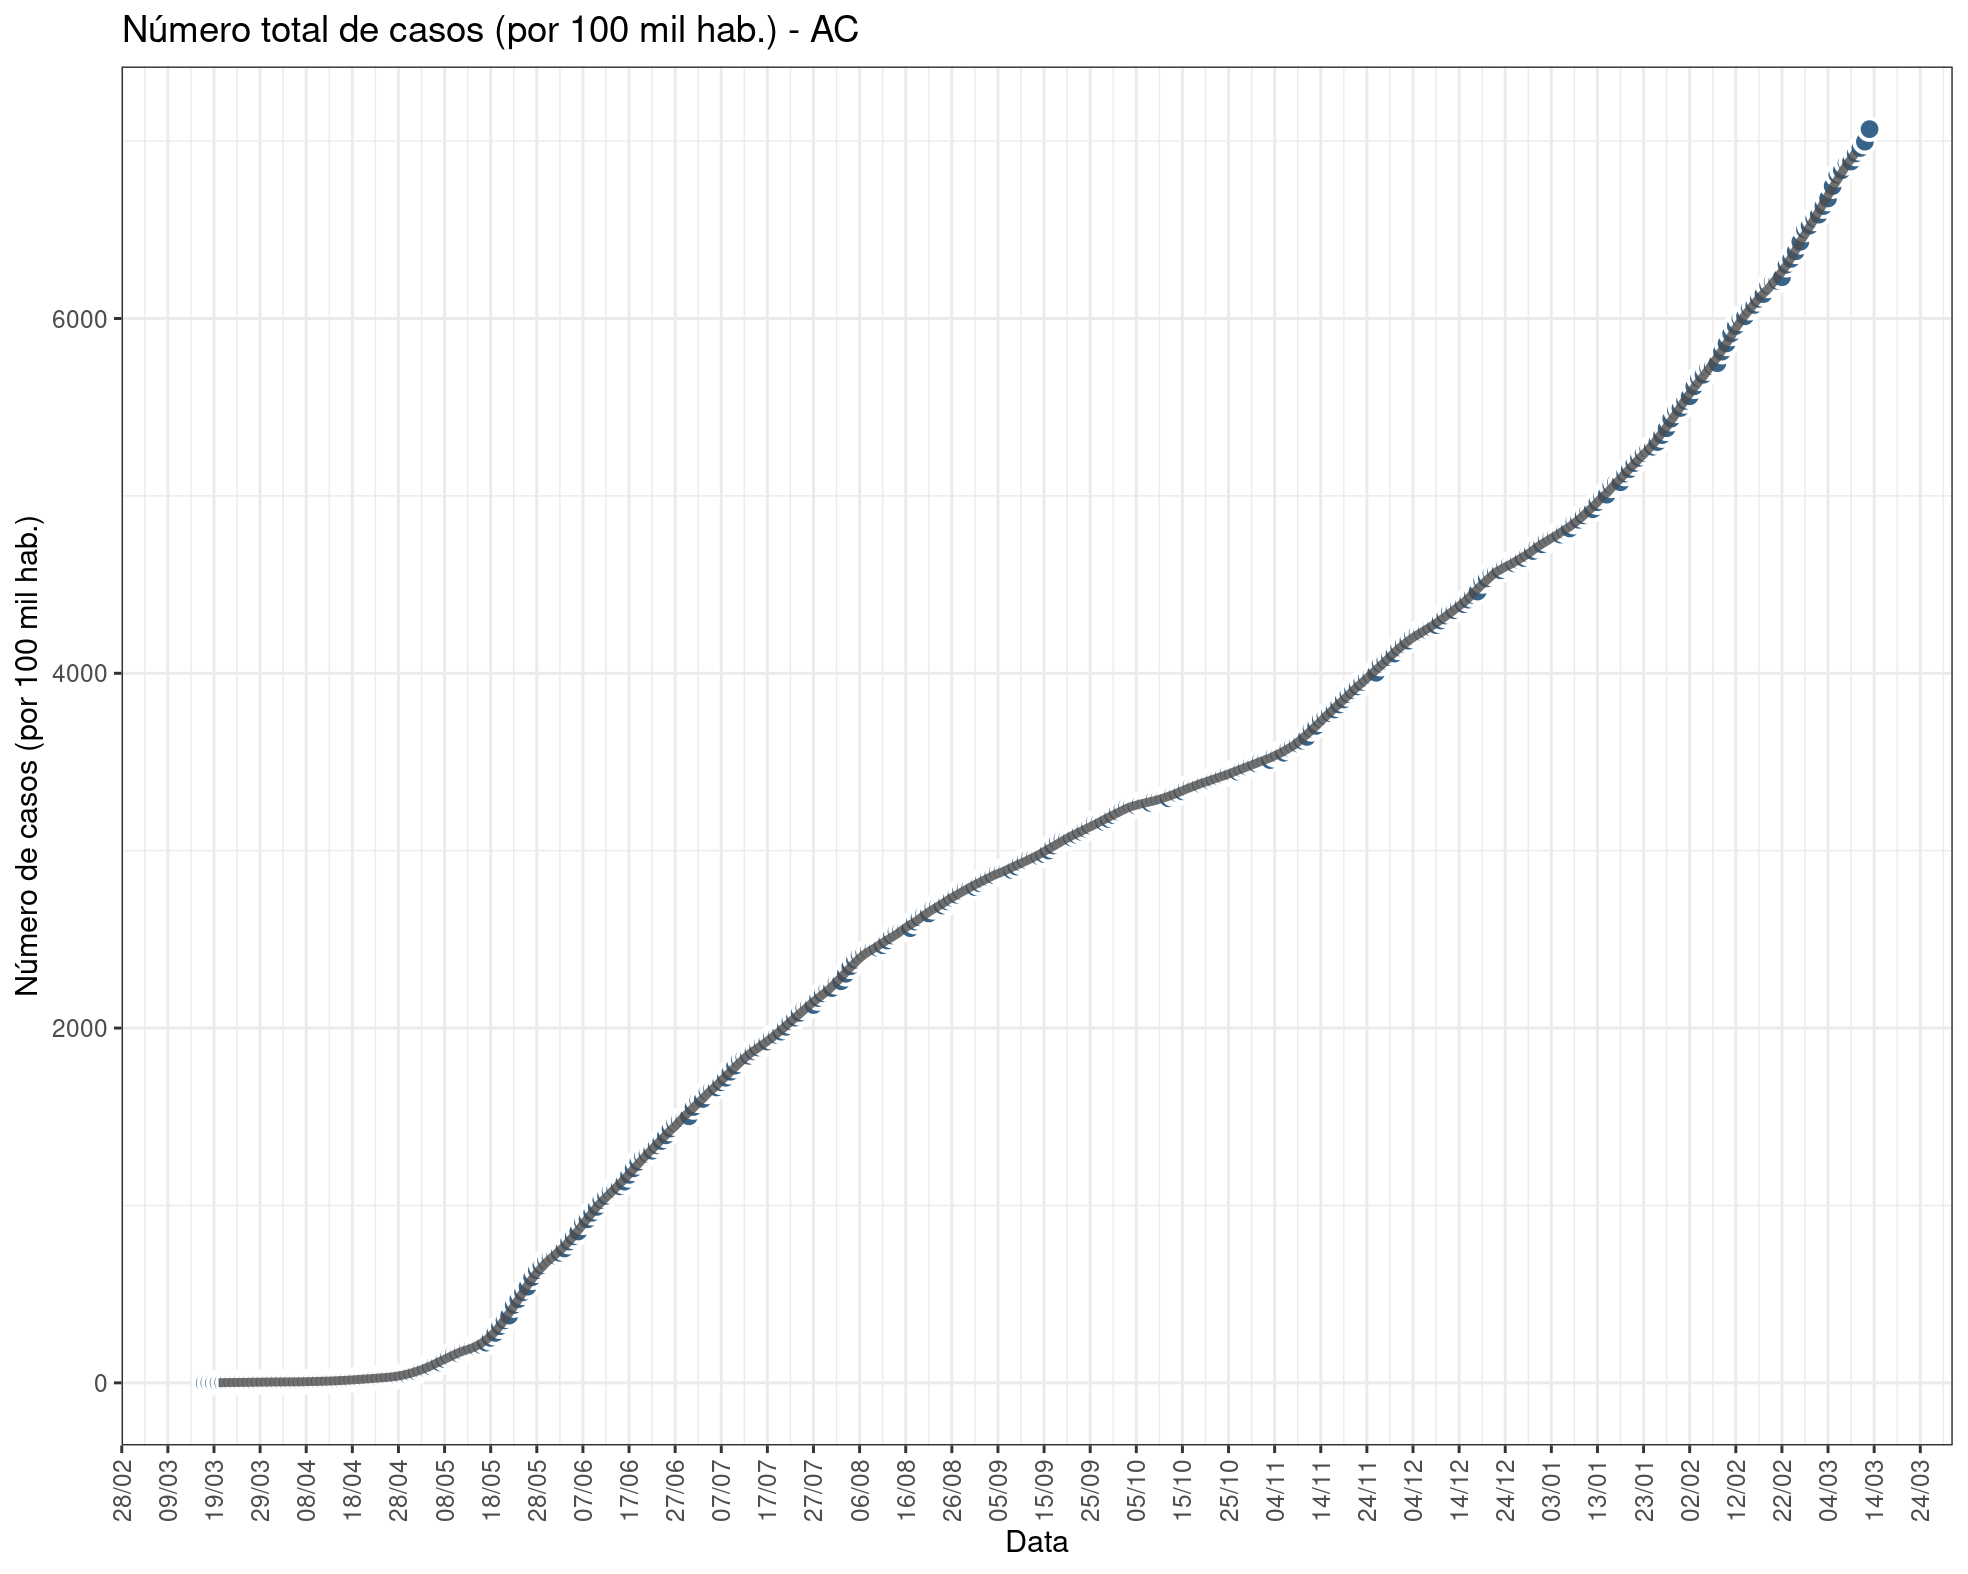 Número total de casos (por 100 mil hab.) - AC
Número de casos (por 100 mil hab.)
6000
4000
2000
0
28/02 09/03 19/03 29/03 08/04 18/04 28/04 08/05 18/05 28/05 07/06 17/06 27/06 07/07 17/07 27/07 06/08 16/08 26/08 05/09 15/09 25/09 05/10 15/10 25/10 04/11 14/11 24/11 04/12 14/12 24/12 03/01 13/01 23/01 02/02 12/02 22/02 04/03 14/03 24/03
Data